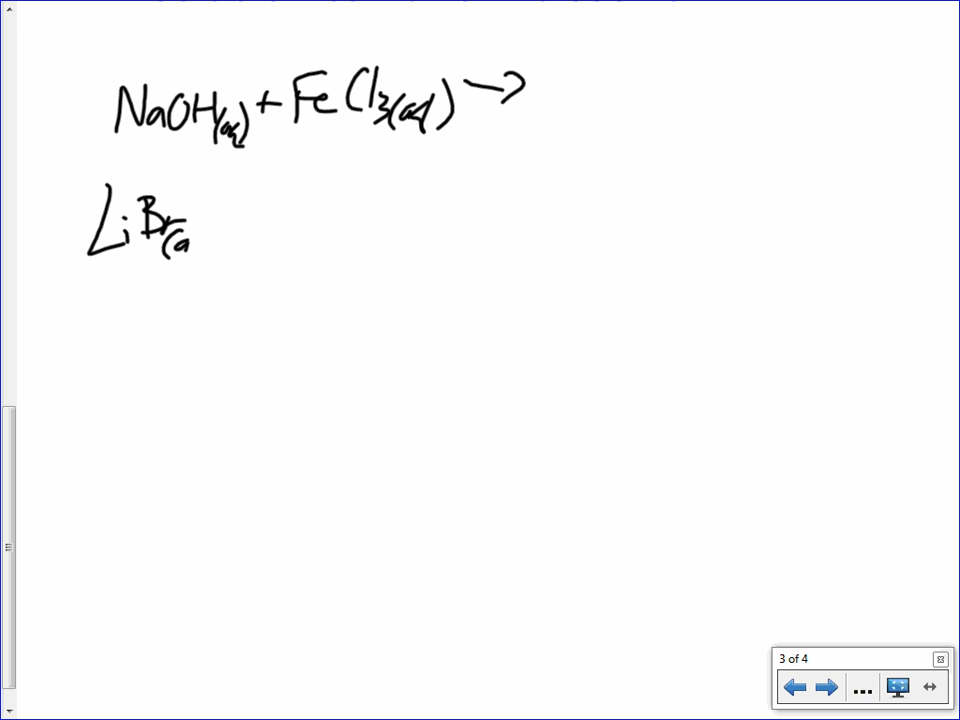 NaOH(aq) + FeCl3(aq) →
LiBr(a
3 of 4
...